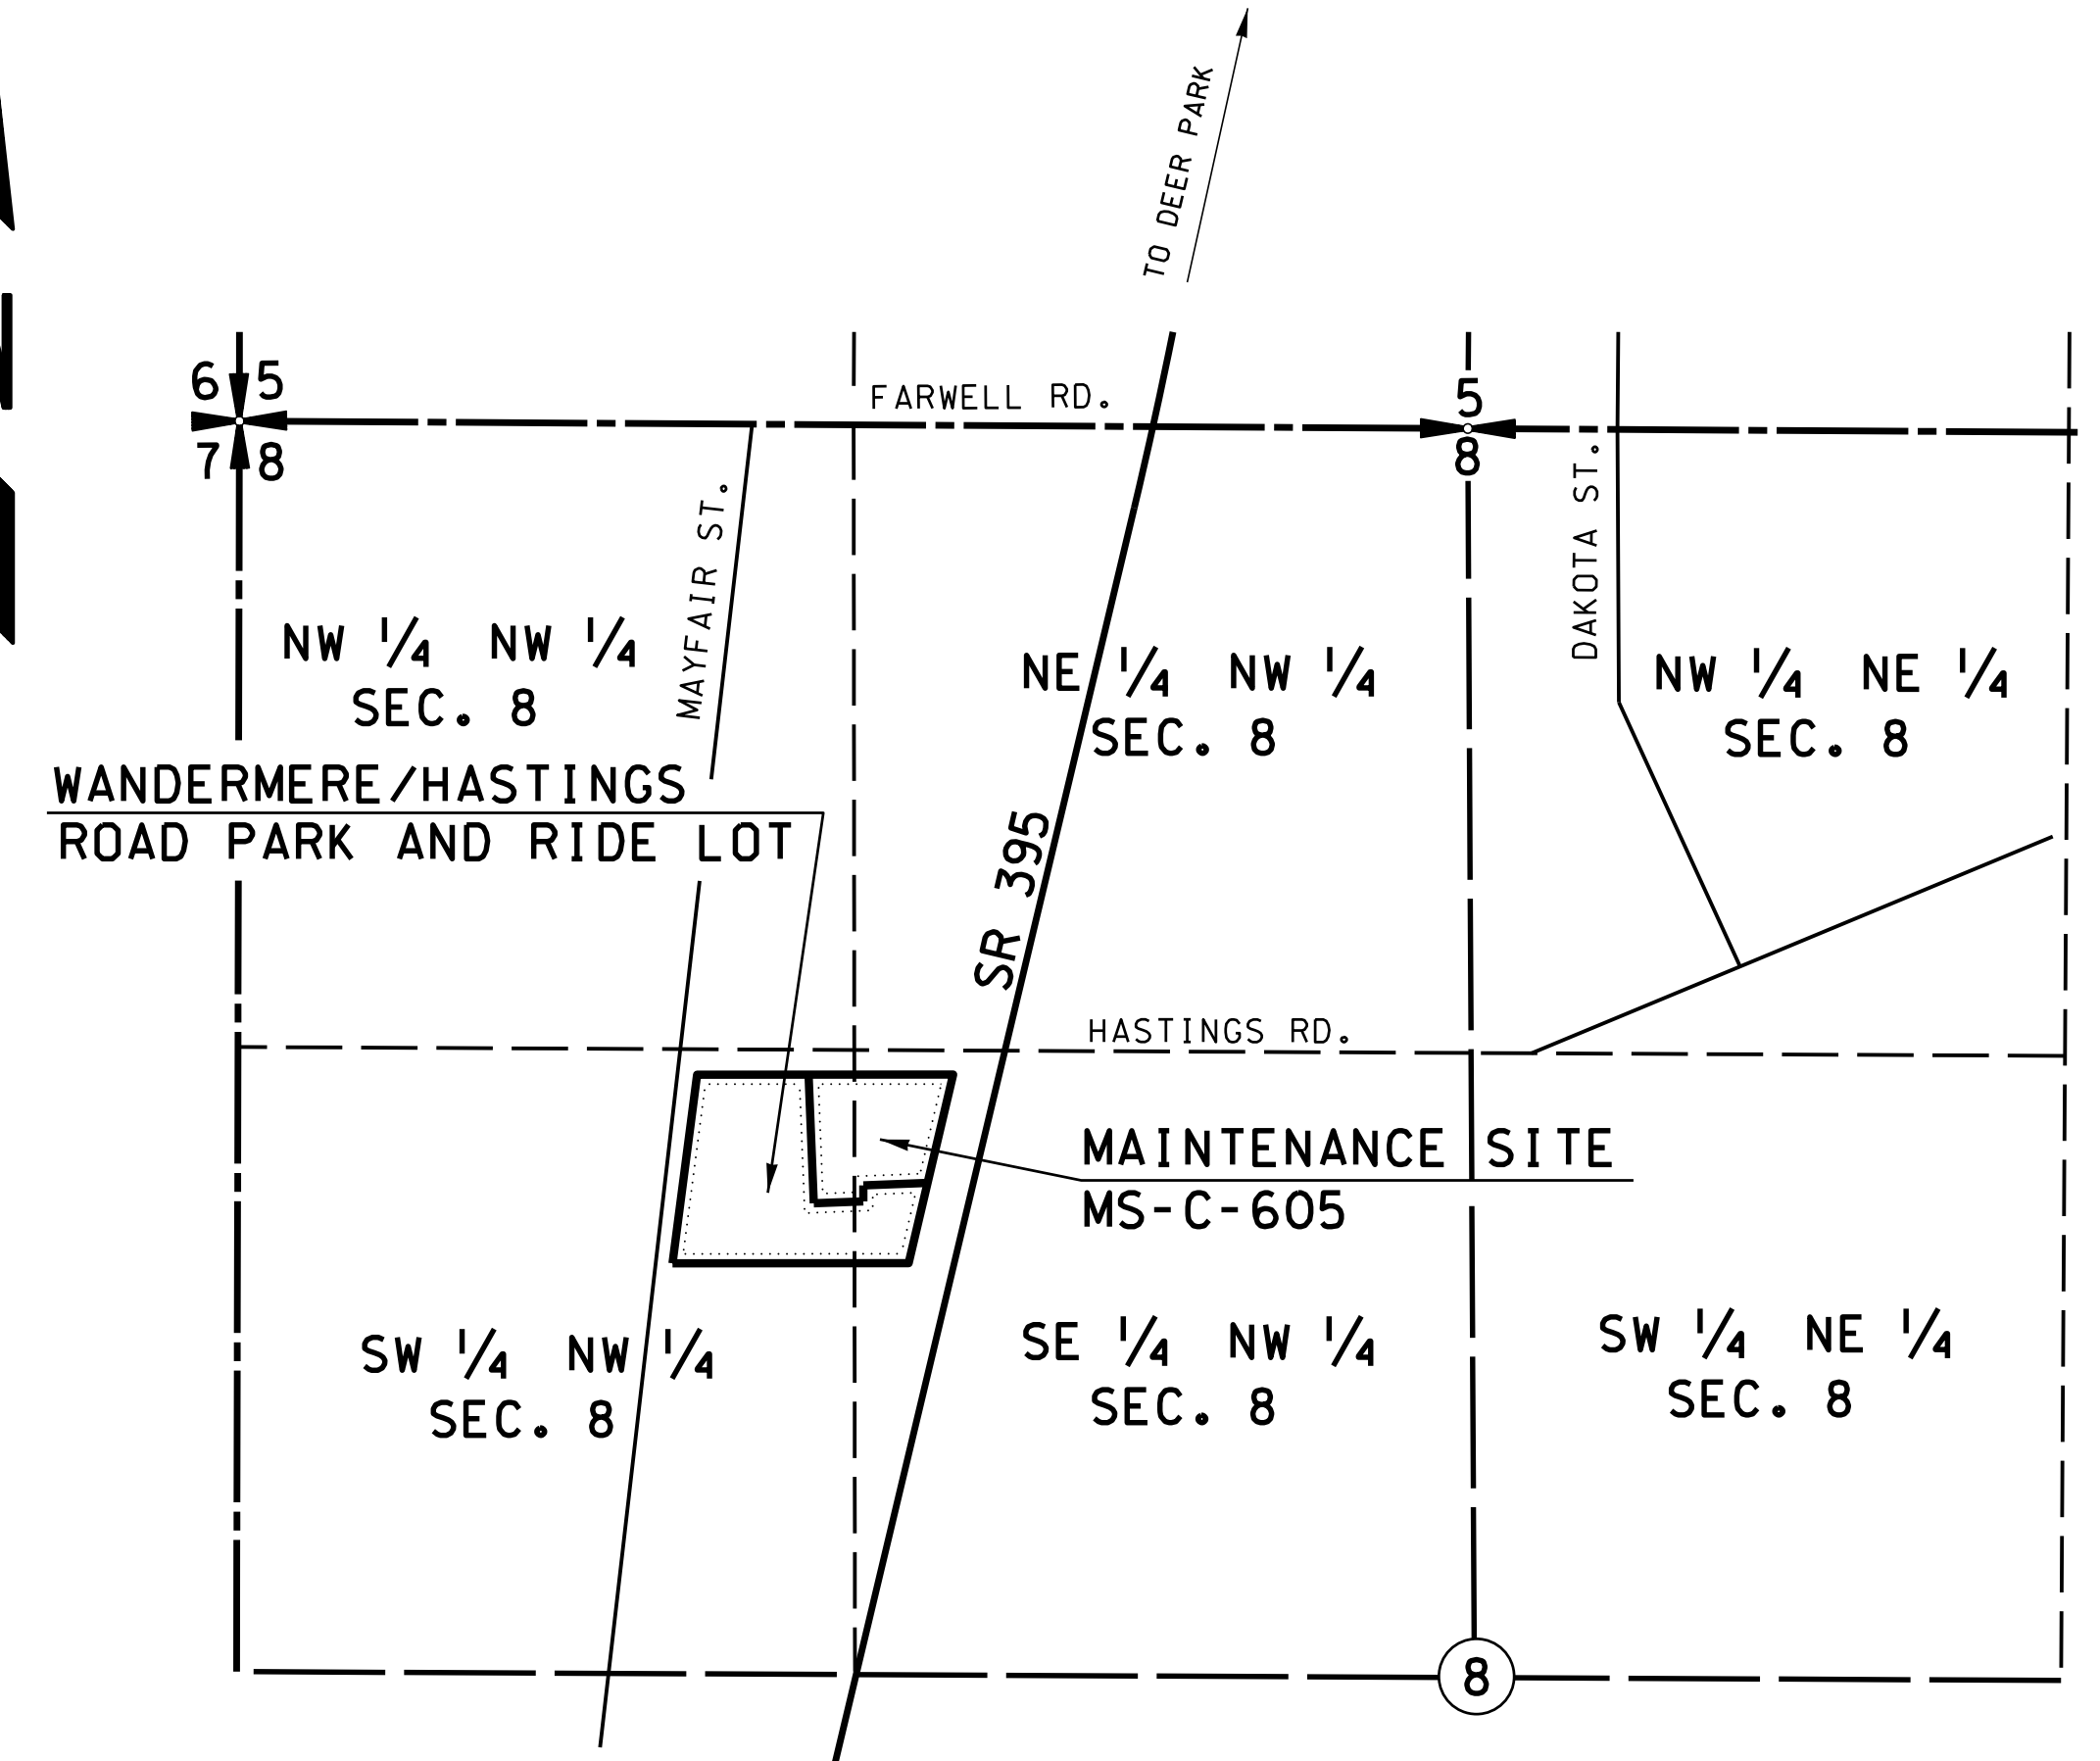 TO DEER PARK
6 5
7 8
FARWELL RD.
5
8
MAYFAIR ST.
DAKOTA ST.
NW 1/4 NW 1/4
SEC. 8
NE 1/4 NW 1/4
SEC. 8
NW 1/4 NE 1/4
SEC. 8
WANDERMERE/HASTINGS
ROAD PARK AND RIDE LOT
SR 395
HASTINGS RD.
MAINTENANCE SITE
MS-C-605
SW 1/4 NW 1/4
SEC. 8
SE 1/4 NW 1/4
SEC. 8
SW 1/4 NE 1/4
SEC. 8
8